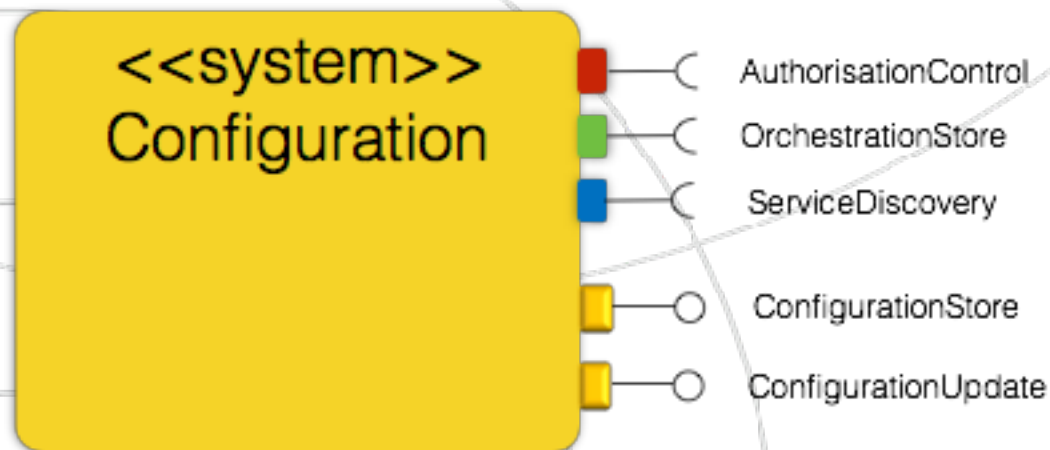 <<system>>
Configuration
AuthorisationControl
OrchestrationStore
ServiceDiscovery
ConfigurationStore
ConfigurationUpdate